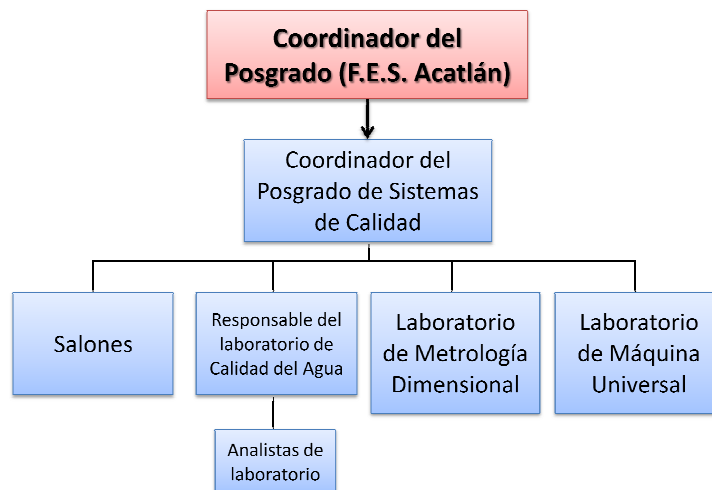 Coordinador del
Posgrado (F.E.S. Acatlán)
Coordinador del
Posgrado de Sistemas
de Calidad
Salones
Responsable del
laboratorio de
Calidad del Agua
Laboratorio
de Metrología
Dimensional
Laboratorio
de Máquina
Universal
Analistas de
laboratorio